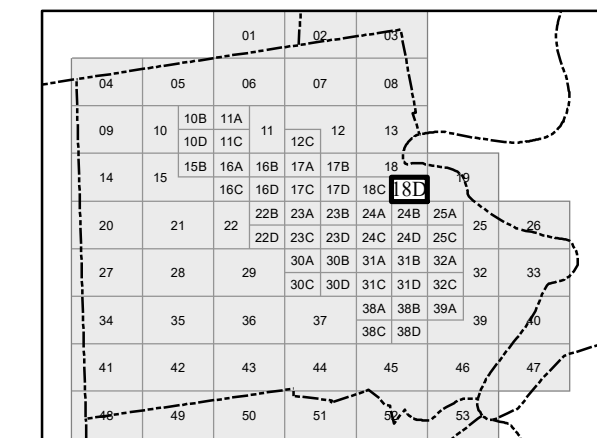 01 02 03
04 05 06 07 08
10B 11A
09 10 11 12 13
10D 11C 12C
15B 16A 16B 17A 17B 18
14 15 19
16C 16D 17C 17D 18C 18D
22B 23A 23B 24A 24B 25A
20 21 22 25 26
22D 23C 23D 24C 24D 25C
30A 30B 31A 31B 32A
27 28 29 32 33
30C 30D 31C 31D 32C
38A 38B 39A
34 35 36 37 39 40
38C 38D
41 42 43 44 45 46 47
48 49 50 51 52 53